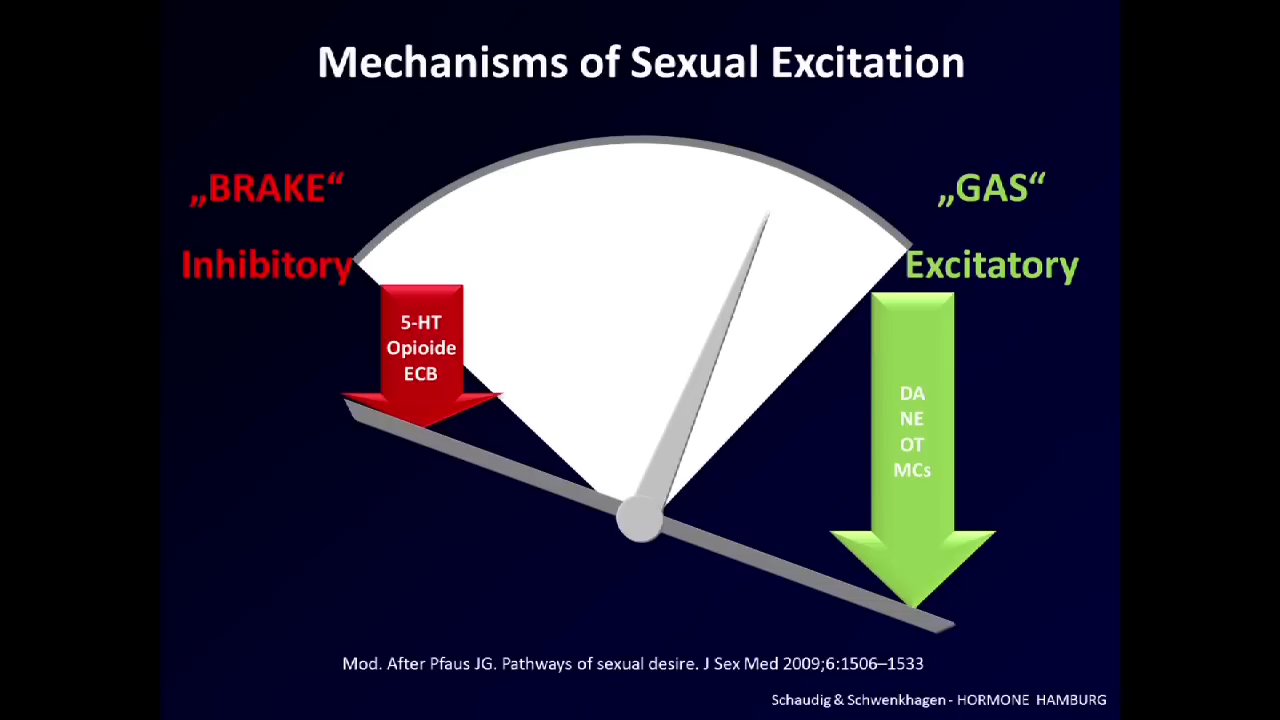 Mechanisms of Sexual Excitation
„BRAKE“
„GAS“
Inhibitory
Excitatory
5-HT
Opioide
ECB
DA
NE
OT
MCs
Mod. After Pfaus JG. Pathways of sexual desire. J Sex Med 2009;6:1506–1533
Schaudig & Schwenkhagen - HORMONE HAMBURG